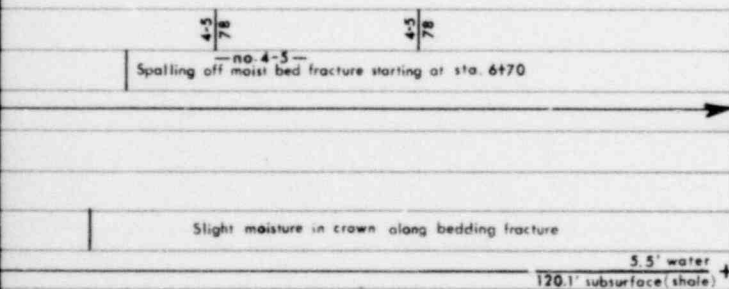 4-5
78
4-5
78
—no. 4-5—
Spalling off moist bed fracture starting at sta. 6+70
Slight moisture in crown along bedding fracture
5.5' water
120.1' subsurface (shale) +